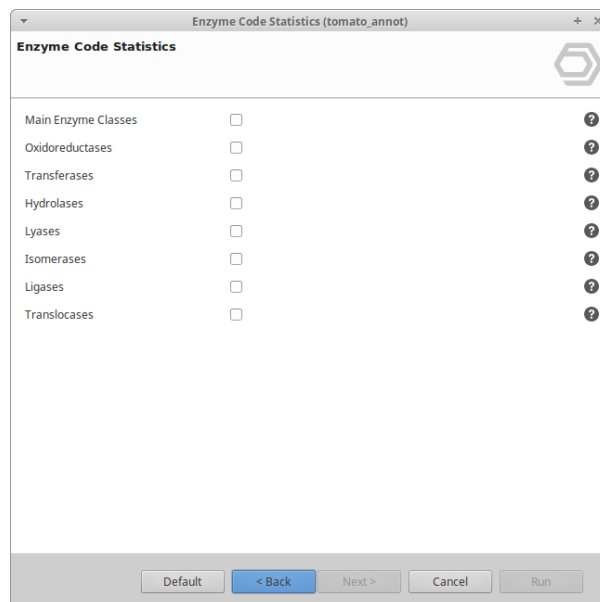 Enzyme Code Statistics (tomato_annot)
Enzyme Code Statistics
Main Enzyme Classes
Oxidoreductases
Transferases
Hydrolases
Lyases
Isomerases
Ligases
Translocases
Default < Back Next > Cancel Run